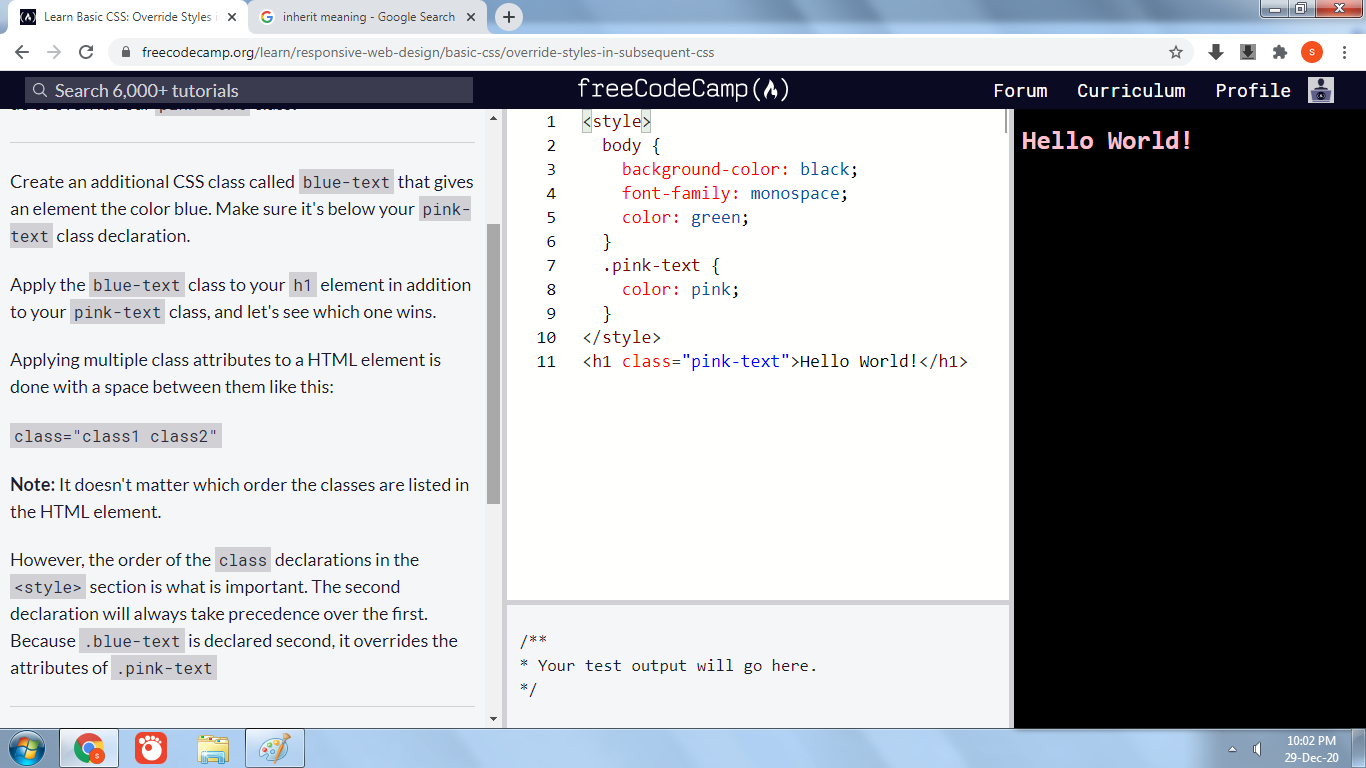 Learn Basic CSS: Override Styles i
inherit meaning - Google Search
freecodecamp.org/learn/responsive-web-design/basic-css/override-styles-in-subsequent-css
S
Search 6,000+ tutorials
freeCodeCamp
Forum Curriculum Profile
Create an additional CSS class called blue-text that gives
an element the color blue. Make sure it's below your pink-
text class declaration.
Apply the blue-text class to your h1 element in addition
to your pink-text class, and let's see which one wins.
Applying multiple class attributes to a HTML element is
done with a space between them like this:
class="class1 class2"
Note: It doesn't matter which order the classes are listed in
the HTML element.
However, the order of the class declarations in the
<style> section is what is important. The second
declaration will always take precedence over the first.
Because .blue-text is declared second, it overrides the
attributes of .pink-text
1 <style>
2 body {
3 background-color: black;
4 font-family: monospace;
5 color: green;
6 }
7 .pink-text {
8 color: pink;
9 }
10 </style>
11 <h1 class="pink-text">Hello World!</h1>
/**
* Your test output will go here.
*/
Hello World!
10:02 PM
29-Dec-20